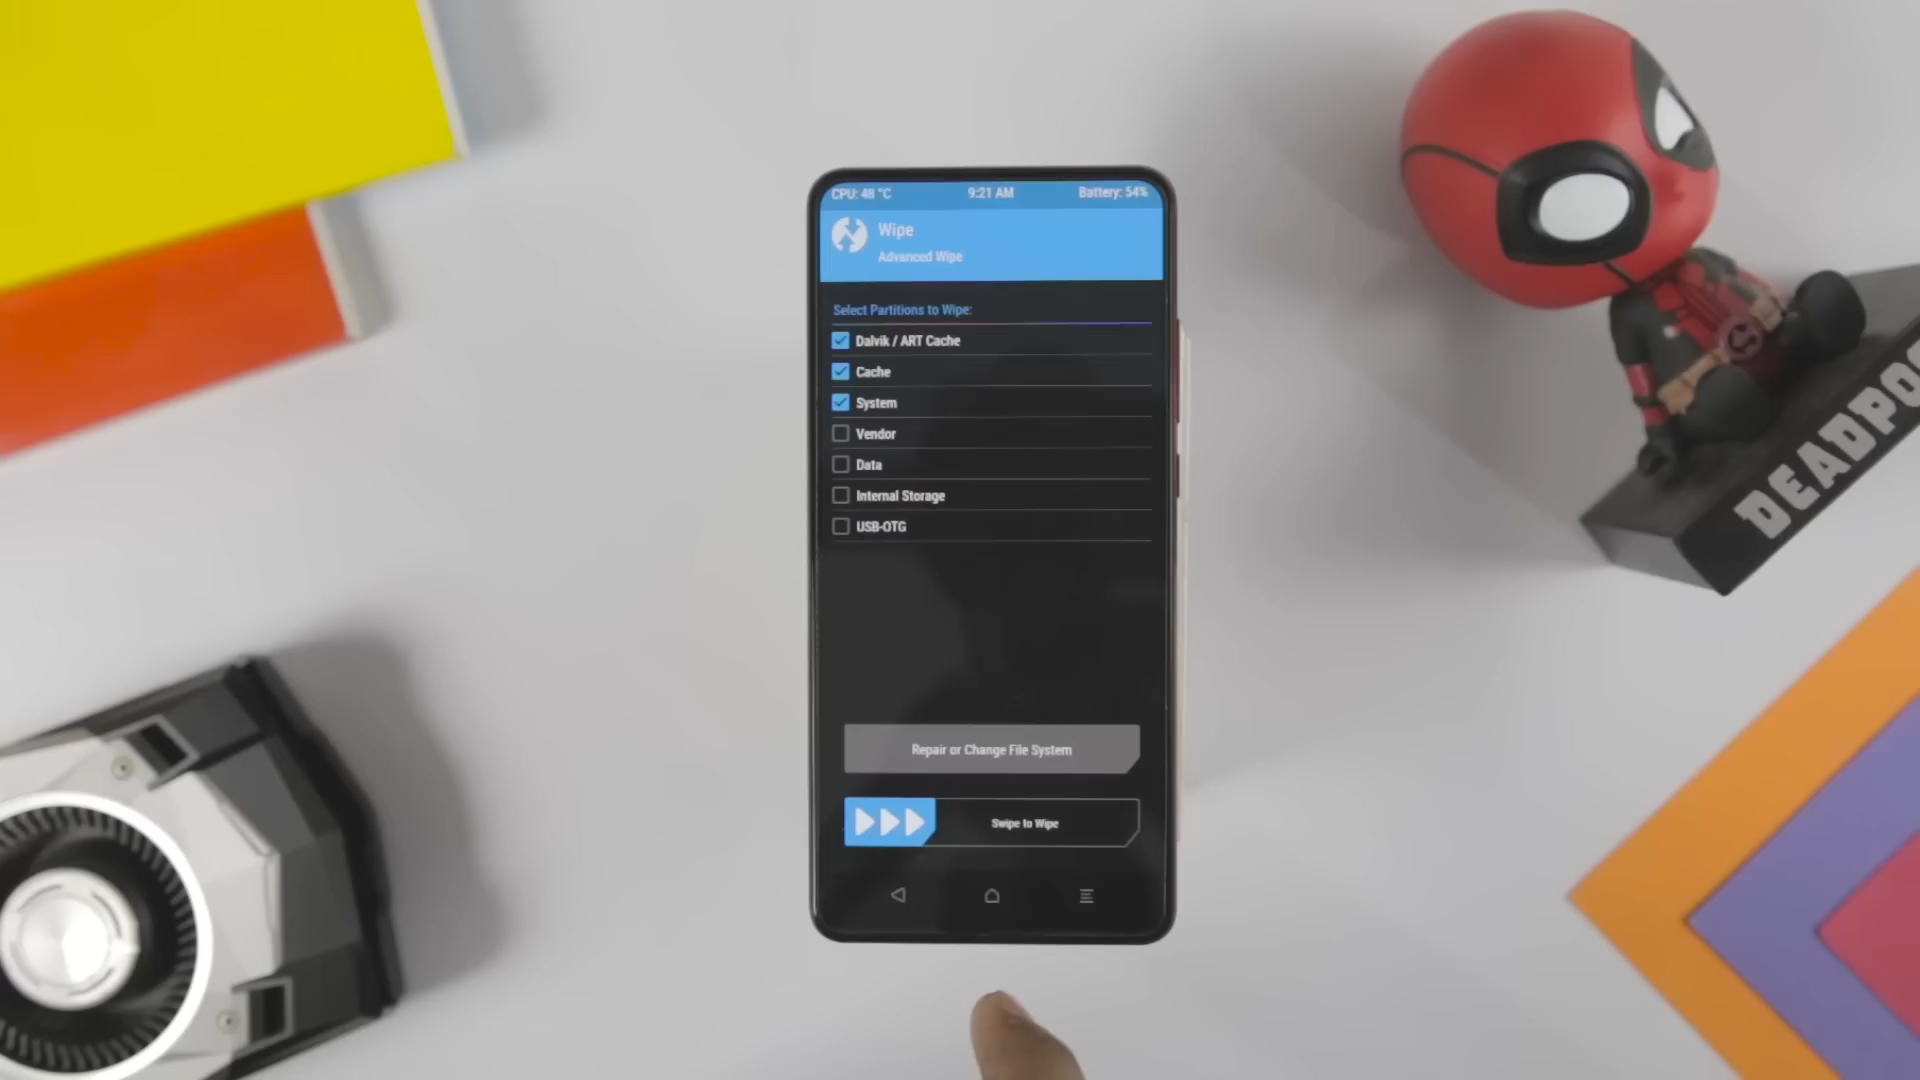 CPU: 48 °C 9:21 AM Battery: 54%
Wipe
Advanced Wipe
Select Partitions to Wipe:
Dalvik / ART Cache
Cache
System
Vendor
Data
Internal Storage
USB-OTG
Repair or Change File System
Swipe to Wipe
DEADPOO